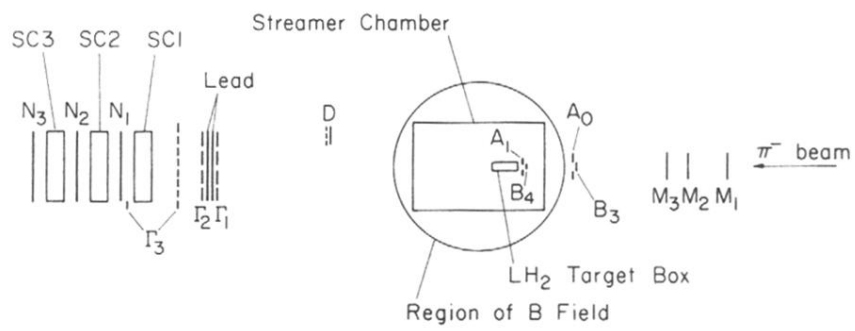 Streamer Chamber
SC3 SC2 SC1
Lead
N₃ N₂ N₁
D
A₀
A₁
π⁻ beam
B₄
B₃
M₃ M₂ M₁
Γ₂ Γ₁
Γ₃
LH₂ Target Box
Region of B Field